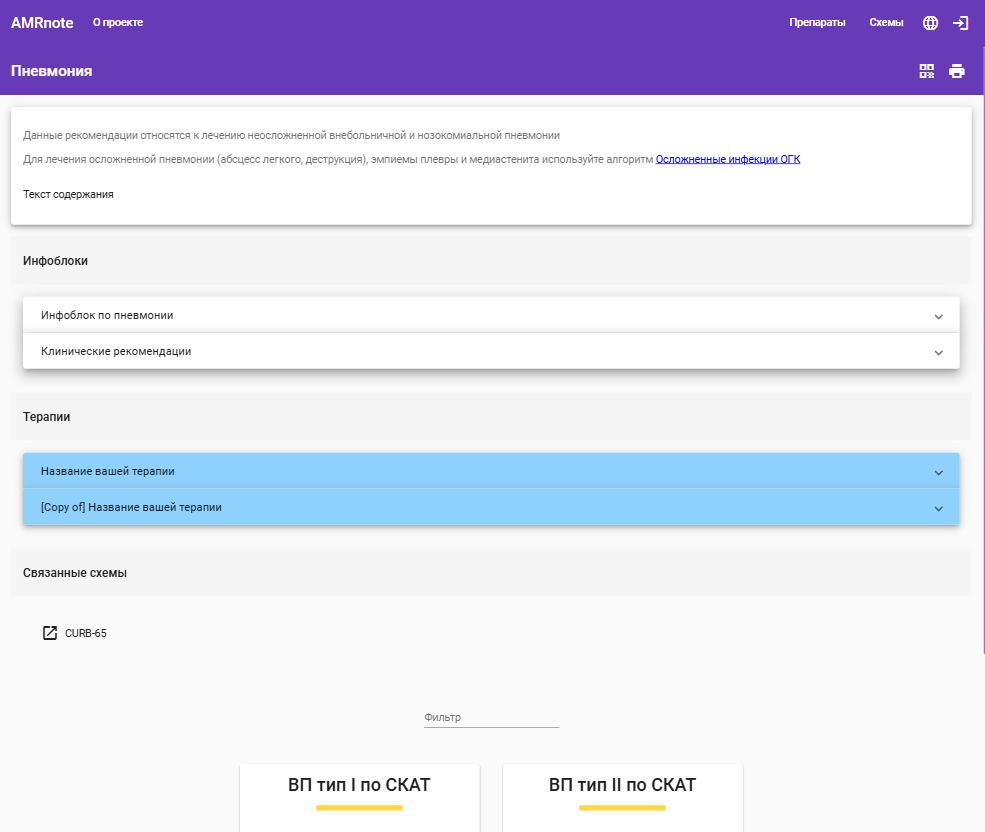 AMRnote
О проекте
Препараты
Схемы
Пневмония
Данные рекомендации относятся к лечению неосложненной внебольничной и нозокомиальной пневмонии
Для лечения осложненной пневмонии (абсцесс легкого, деструкция), эмпиемы плевры и медиастенита используйте алгоритм Осложненные инфекции ОГК
Текст содержания
Инфоблоки
Инфоблок по пневмонии
Клинические рекомендации
Терапии
Название вашей терапии
[Copy of] Название вашей терапии
Связанные схемы
CURB-65
Фильтр
ВП тип I по СКАТ
ВП тип II по СКАТ